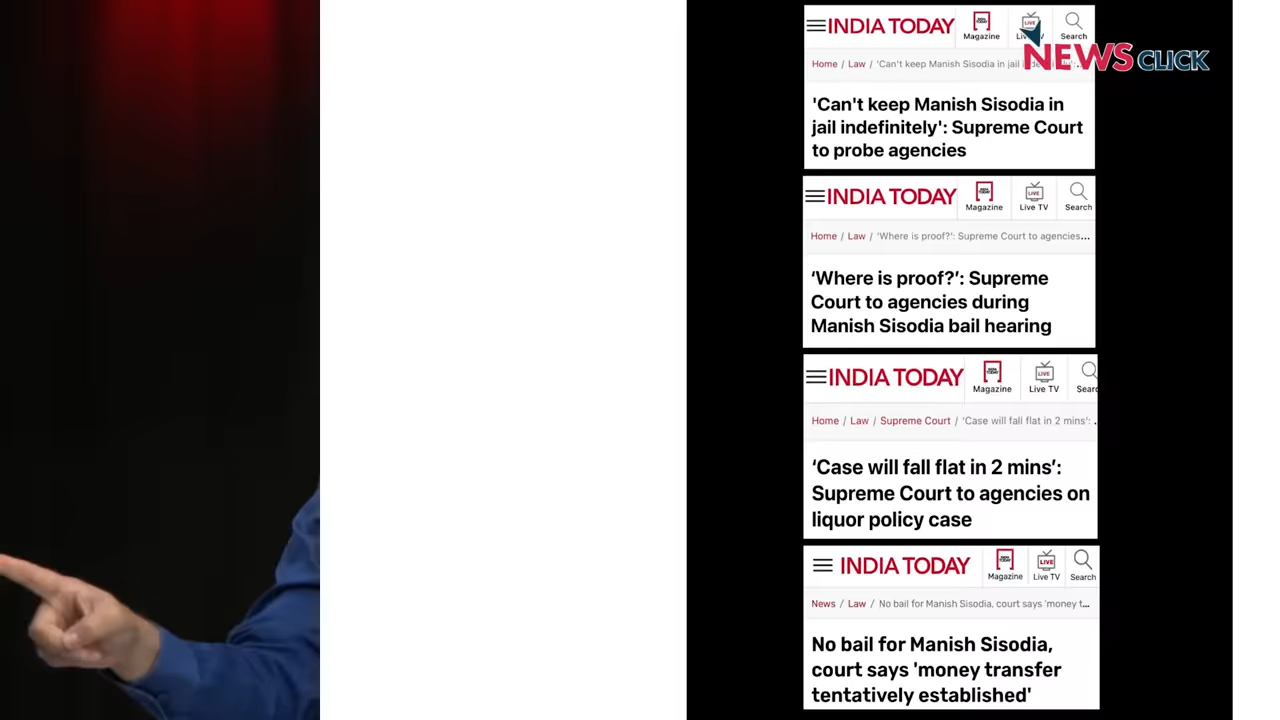 INDIA TODAY
Magazine
LIVE
Search
NEWSCLICK
Home / Law / 'Can't keep Manish Sisodia in jail
'Can't keep Manish Sisodia in
jail indefinitely': Supreme Court
to probe agencies
INDIA TODAY
Magazine
LIVE
Live TV
Search
Home / Law / 'Where is proof?': Supreme Court to agencies...
‘Where is proof?’: Supreme
Court to agencies during
Manish Sisodia bail hearing
INDIA TODAY
Magazine
LIVE
Live TV
Sear
Home / Law / Supreme Court / 'Case will fall flat in 2 mins':
‘Case will fall flat in 2 mins’:
Supreme Court to agencies on
liquor policy case
INDIA TODAY
Magazine
LIVE
Live TV
Search
News / Law / No bail for Manish Sisodia, court says 'money t...
No bail for Manish Sisodia,
court says 'money transfer
tentatively established'